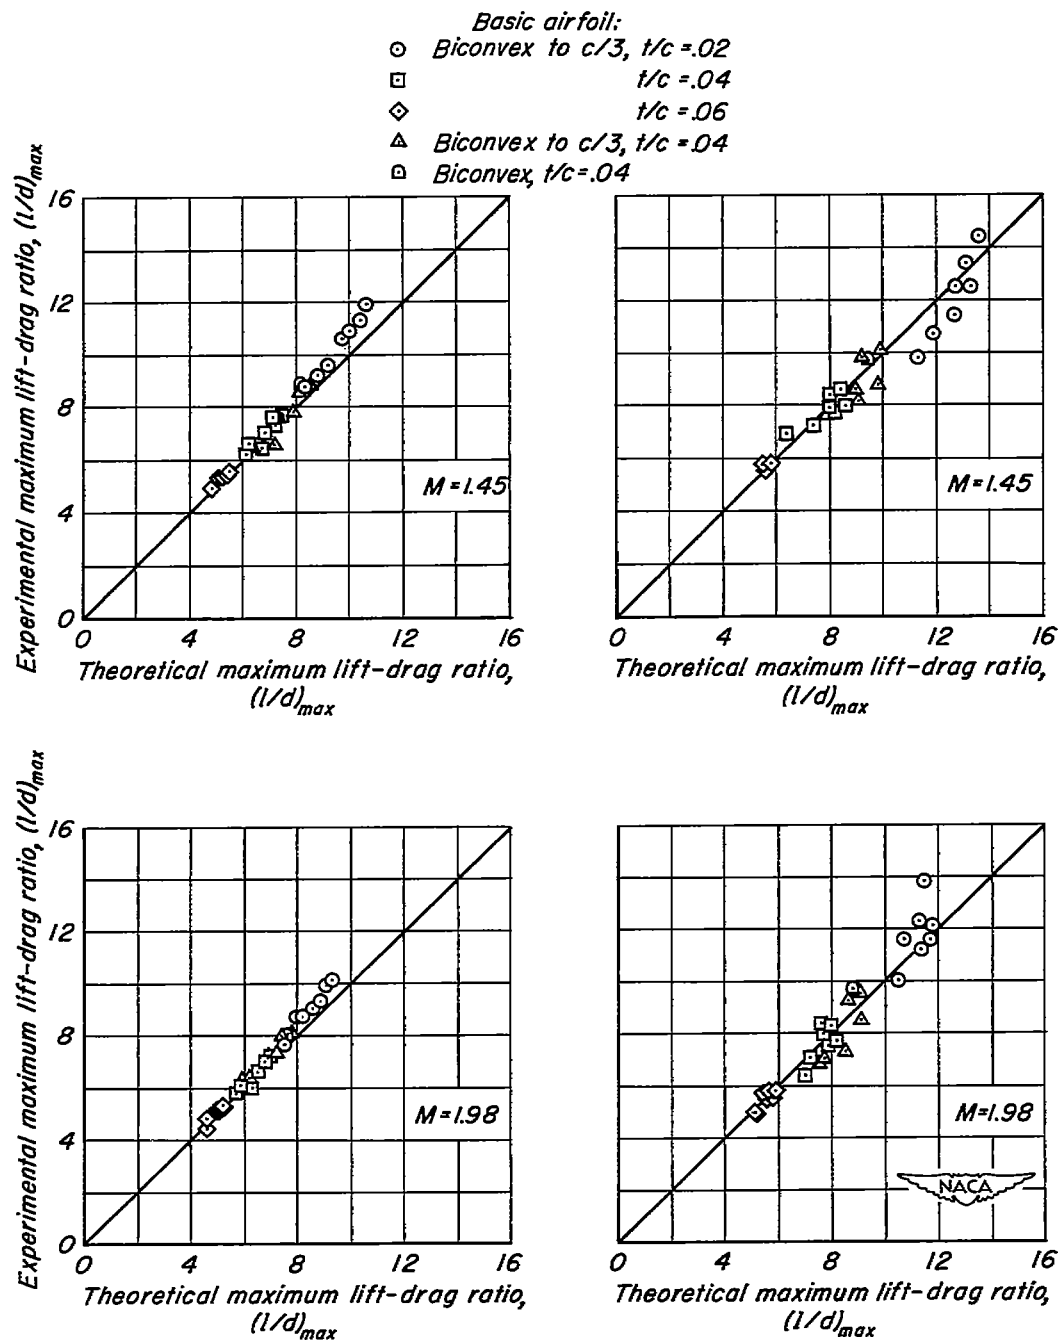 Basic airfoil:
Biconvex to c/3, t/c =.02
t/c =.04
t/c =.06
Biconvex to c/3, t/c =.04
Biconvex, t/c =.04
Experimental maximum lift-drag ratio, (l/d)max
16
12
8
4
0
M=1.45
0 4 8 12 16
Theoretical maximum lift-drag ratio,
(l/d)max
M=1.45
0 4 8 12 16
Theoretical maximum lift-drag ratio,
(l/d)max
Experimental maximum lift-drag ratio, (l/d)max
16
12
8
4
0
M=1.98
0 4 8 12 16
Theoretical maximum lift-drag ratio,
(l/d)max
M=1.98
NACA
0 4 8 12 16
Theoretical maximum lift-drag ratio,
(l/d)max